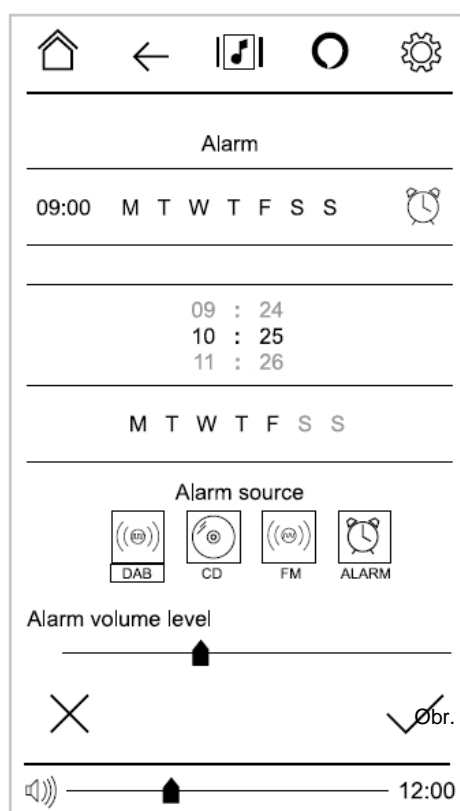 Alarm
09:00 M T W T F S S
09 : 24
10 : 25
11 : 26
M T W T F S S
Alarm source
DAB CD FM ALARM
Alarm volume level
Obr.
12:00